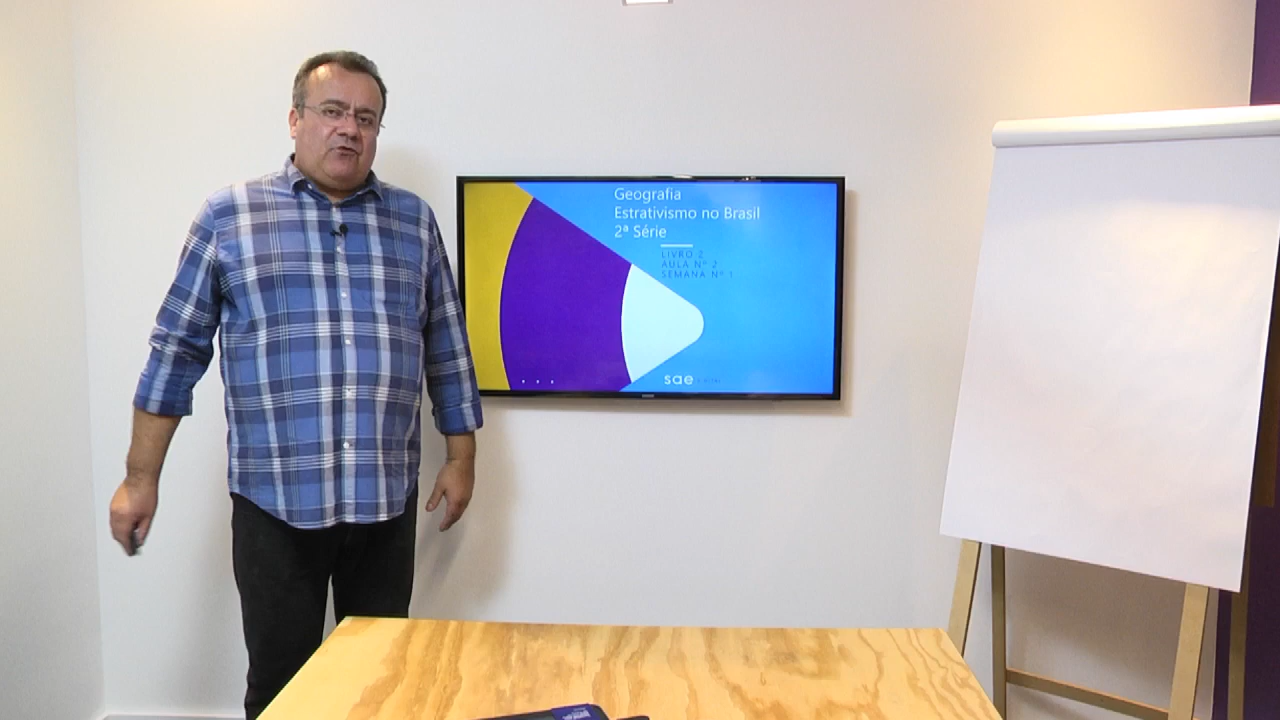 Geografia
Estrativismo no Brasil
2ª Série
LIVRO 2
AULA Nº 2
SEMANA Nº 1
sae